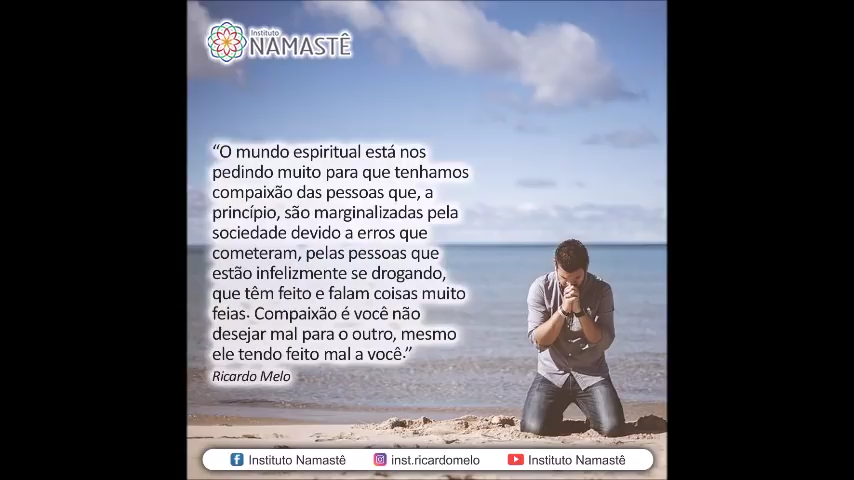 Instituto
NAMASTÊ
“O mundo espiritual está nos
pedindo muito para que tenhamos
compaixão das pessoas que, a
princípio, são marginalizadas pela
sociedade devido a erros que
cometeram, pelas pessoas que
estão infelizmente se drogando,
que têm feito e falam coisas muito
feias. Compaixão é você não
desejar mal para o outro, mesmo
ele tendo feito mal a você.”
Ricardo Melo
Instituto Namastê inst.ricardomelo Instituto Namastê